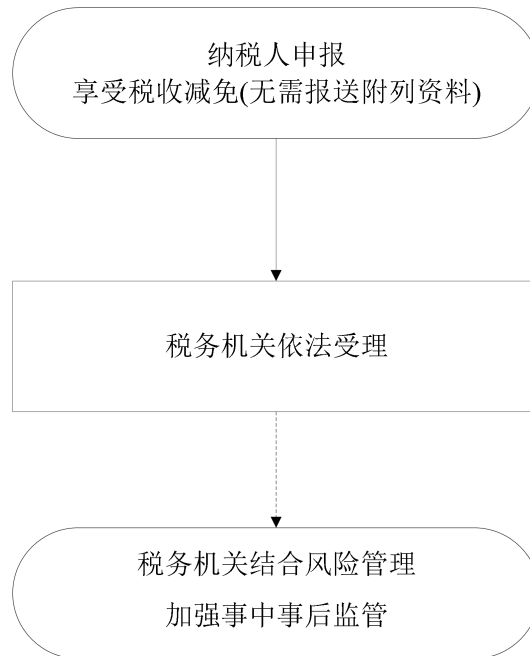 纳税人申报
享受税收减免(无需报送附列资料)
税务机关依法受理
税务机关结合风险管理
加强事中事后监管